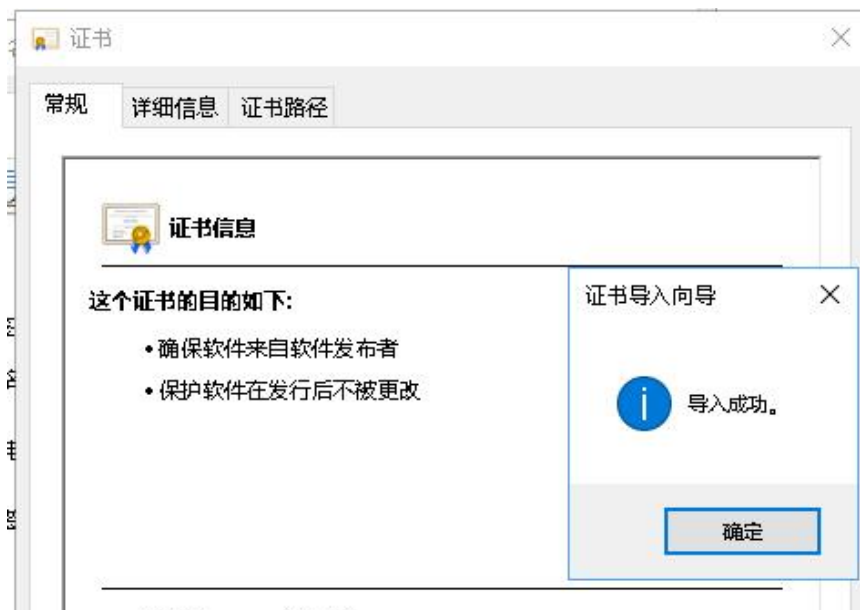 证书
常规 详细信息 证书路径
证书信息
这个证书的目的如下:
• 确保软件来自软件发布者
• 保护软件在发行后不被更改
证书导入向导
导入成功。
确定